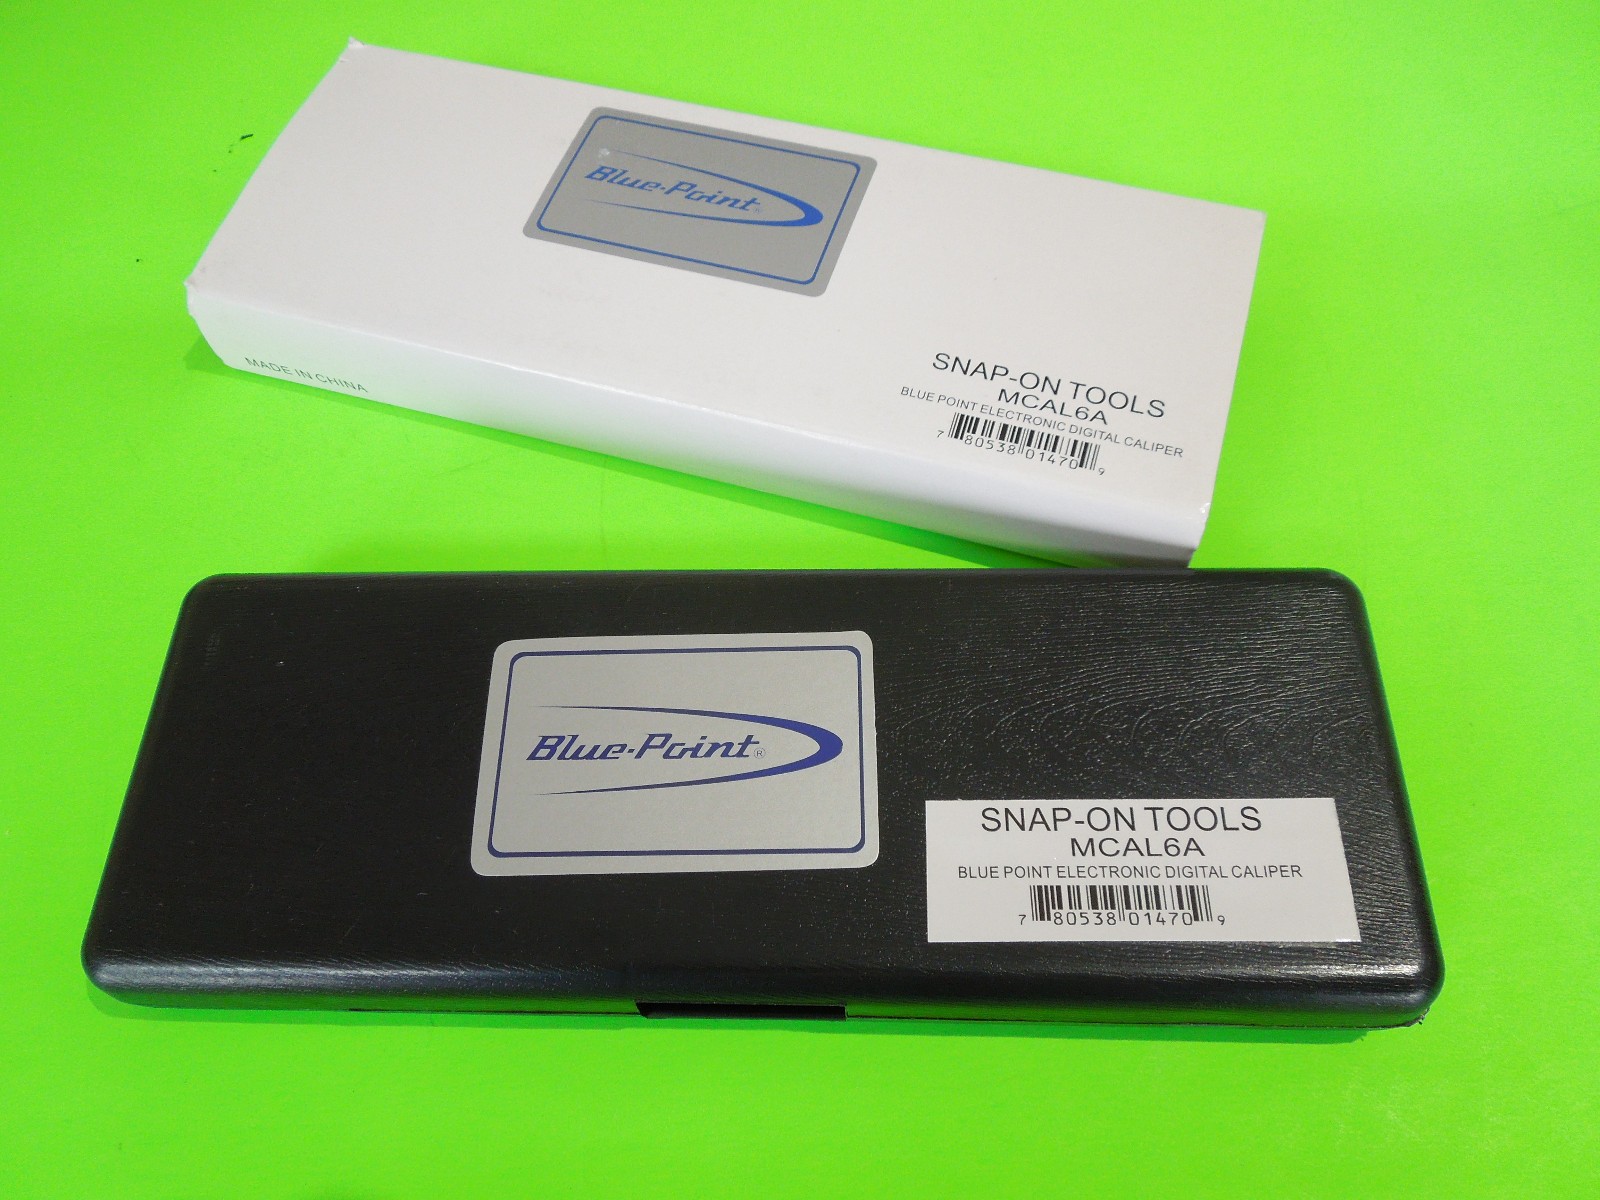 Blue-Point®
SNAP-ON TOOLS
MCAL6A
BLUE POINT ELECTRONIC DIGITAL CALIPER
7 80538 01470 9
MADE IN CHINA
Blue-Point®
SNAP-ON TOOLS
MCAL6A
BLUE POINT ELECTRONIC DIGITAL CALIPER
7 80538 01470 9